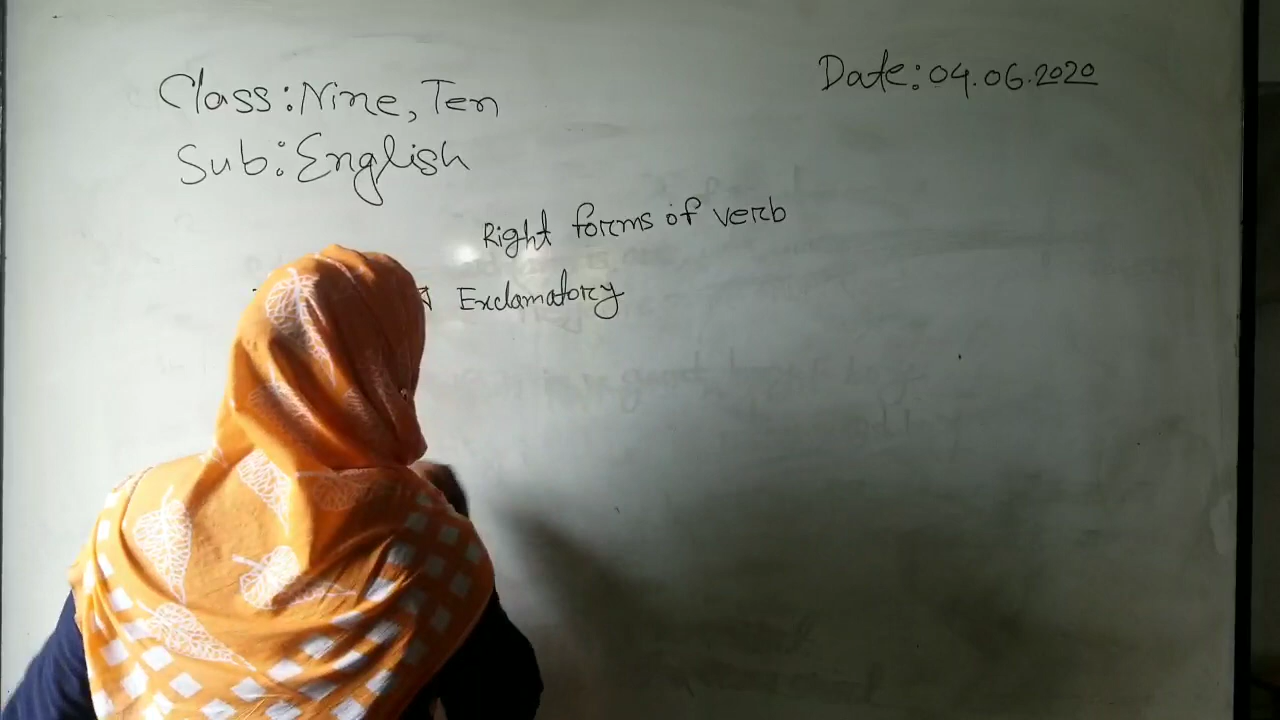 Class: Nine, Ten
Date: 04.06.2020
Sub: English
Right forms of verb
Exclamatory